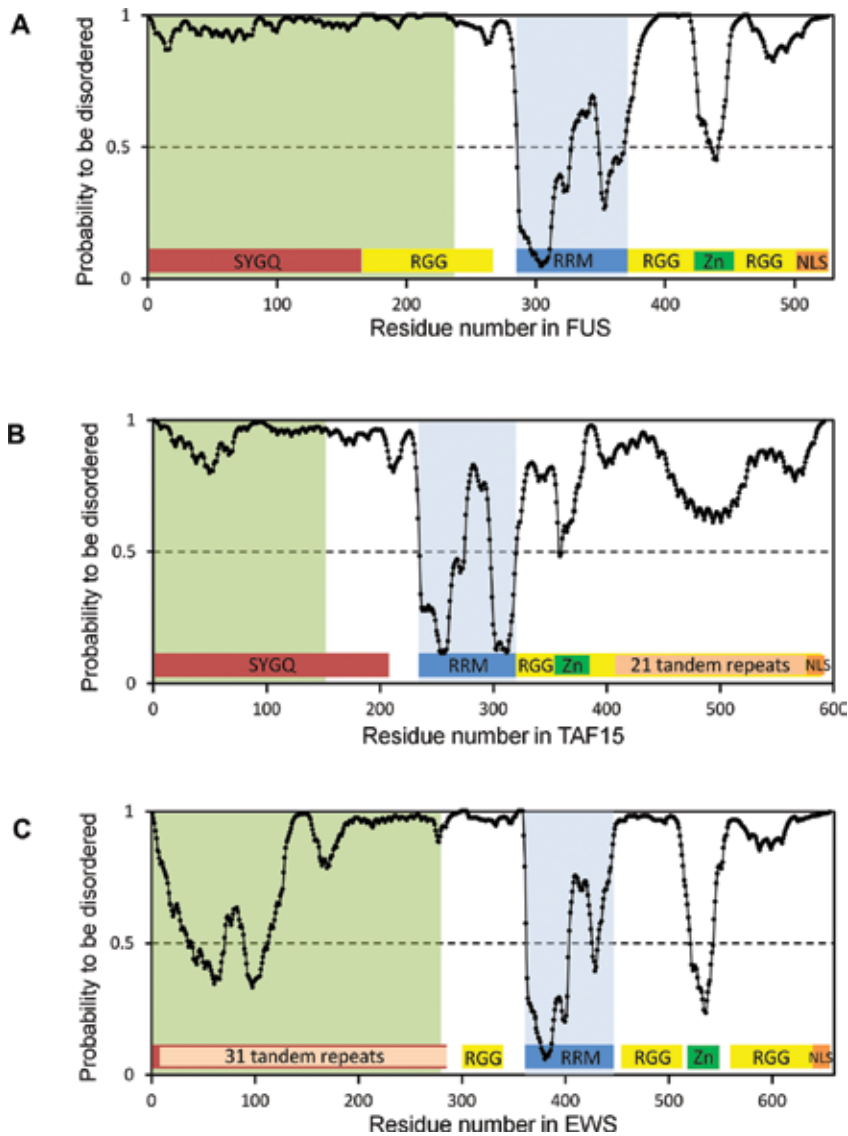 A
Probability to be disordered
1
0.5
0
SYGQ RGG RRM RGG Zn RGG NLS
0 100 200 300 400 500
Residue number in FUS
B
Probability to be disordered
1
0.5
0
SYGQ RRM RGG Zn 21 tandem repeats NLS
0 100 200 300 400 500 60C
Residue number in TAF15
C
Probability to be disordered
1
0.5
0
31 tandem repeats RGG RRM RGG Zn RGG NLS
0 100 200 300 400 500 600
Residue number in EWS